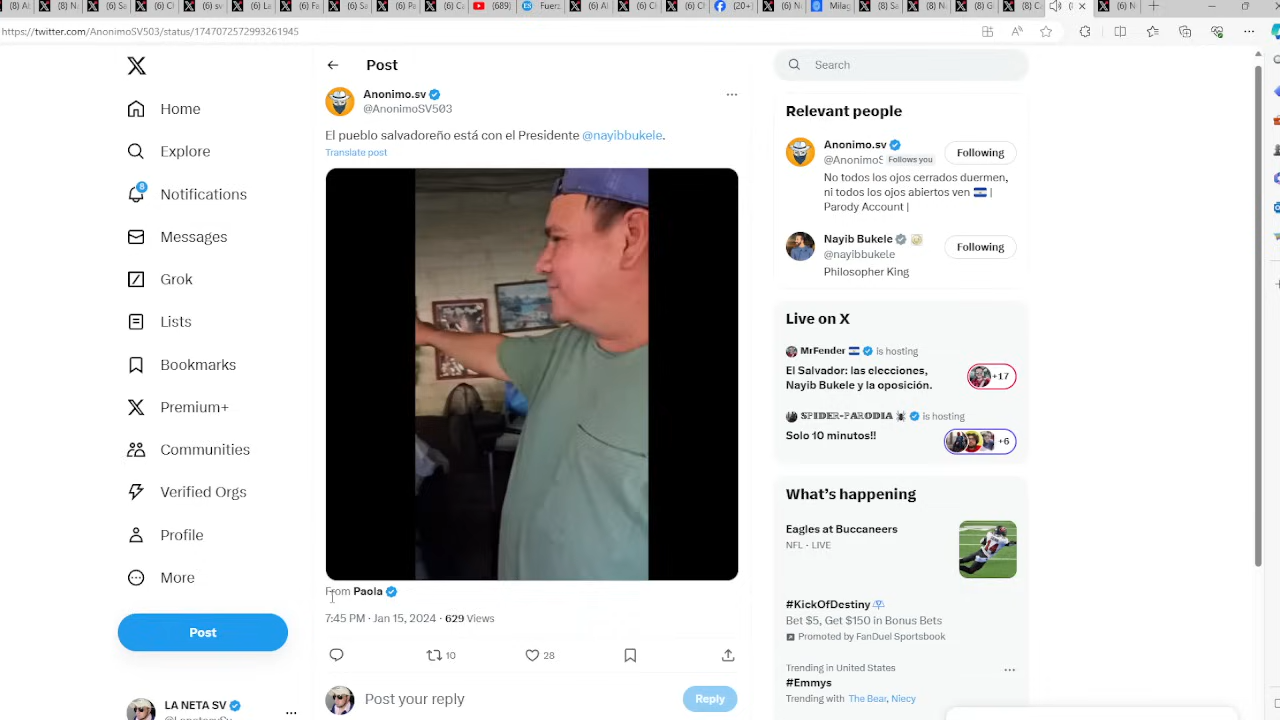 https://twitter.com/AnonimoSV503/status/1747072572993261945
Home
Explore
8
Notifications
Messages
Grok
Lists
Bookmarks
Premium+
Communities
Verified Orgs
Profile
More
Post
LA NETA SV
Post
Anonimo.sv
@AnonimoSV503
El pueblo salvadoreño está con el Presidente @nayibbukele.
Translate post
From Paola
7:45 PM · Jan 15, 2024 · 629 Views
10
28
Post your reply
Reply
Search
Relevant people
Anonimo.sv
@AnonimoS Follows you
Following
No todos los ojos cerrados duermen,
ni todos los ojos abiertos ven 🇸🇻 |
Parody Account |
Nayib Bukele
@nayibbukele
Following
Philosopher King
Live on X
MrFender 🇸🇻 is hosting
El Salvador: las elecciones,
Nayib Bukele y la oposición.
+17
SPIDER-PARODIA 🕷 is hosting
Solo 10 minutos!!
+6
What's happening
Eagles at Buccaneers
NFL · LIVE
#KickOfDestiny
Bet $5, Get $150 in Bonus Bets
Promoted by FanDuel Sportsbook
Trending in United States
#Emmys
Trending with The Bear, Niecy